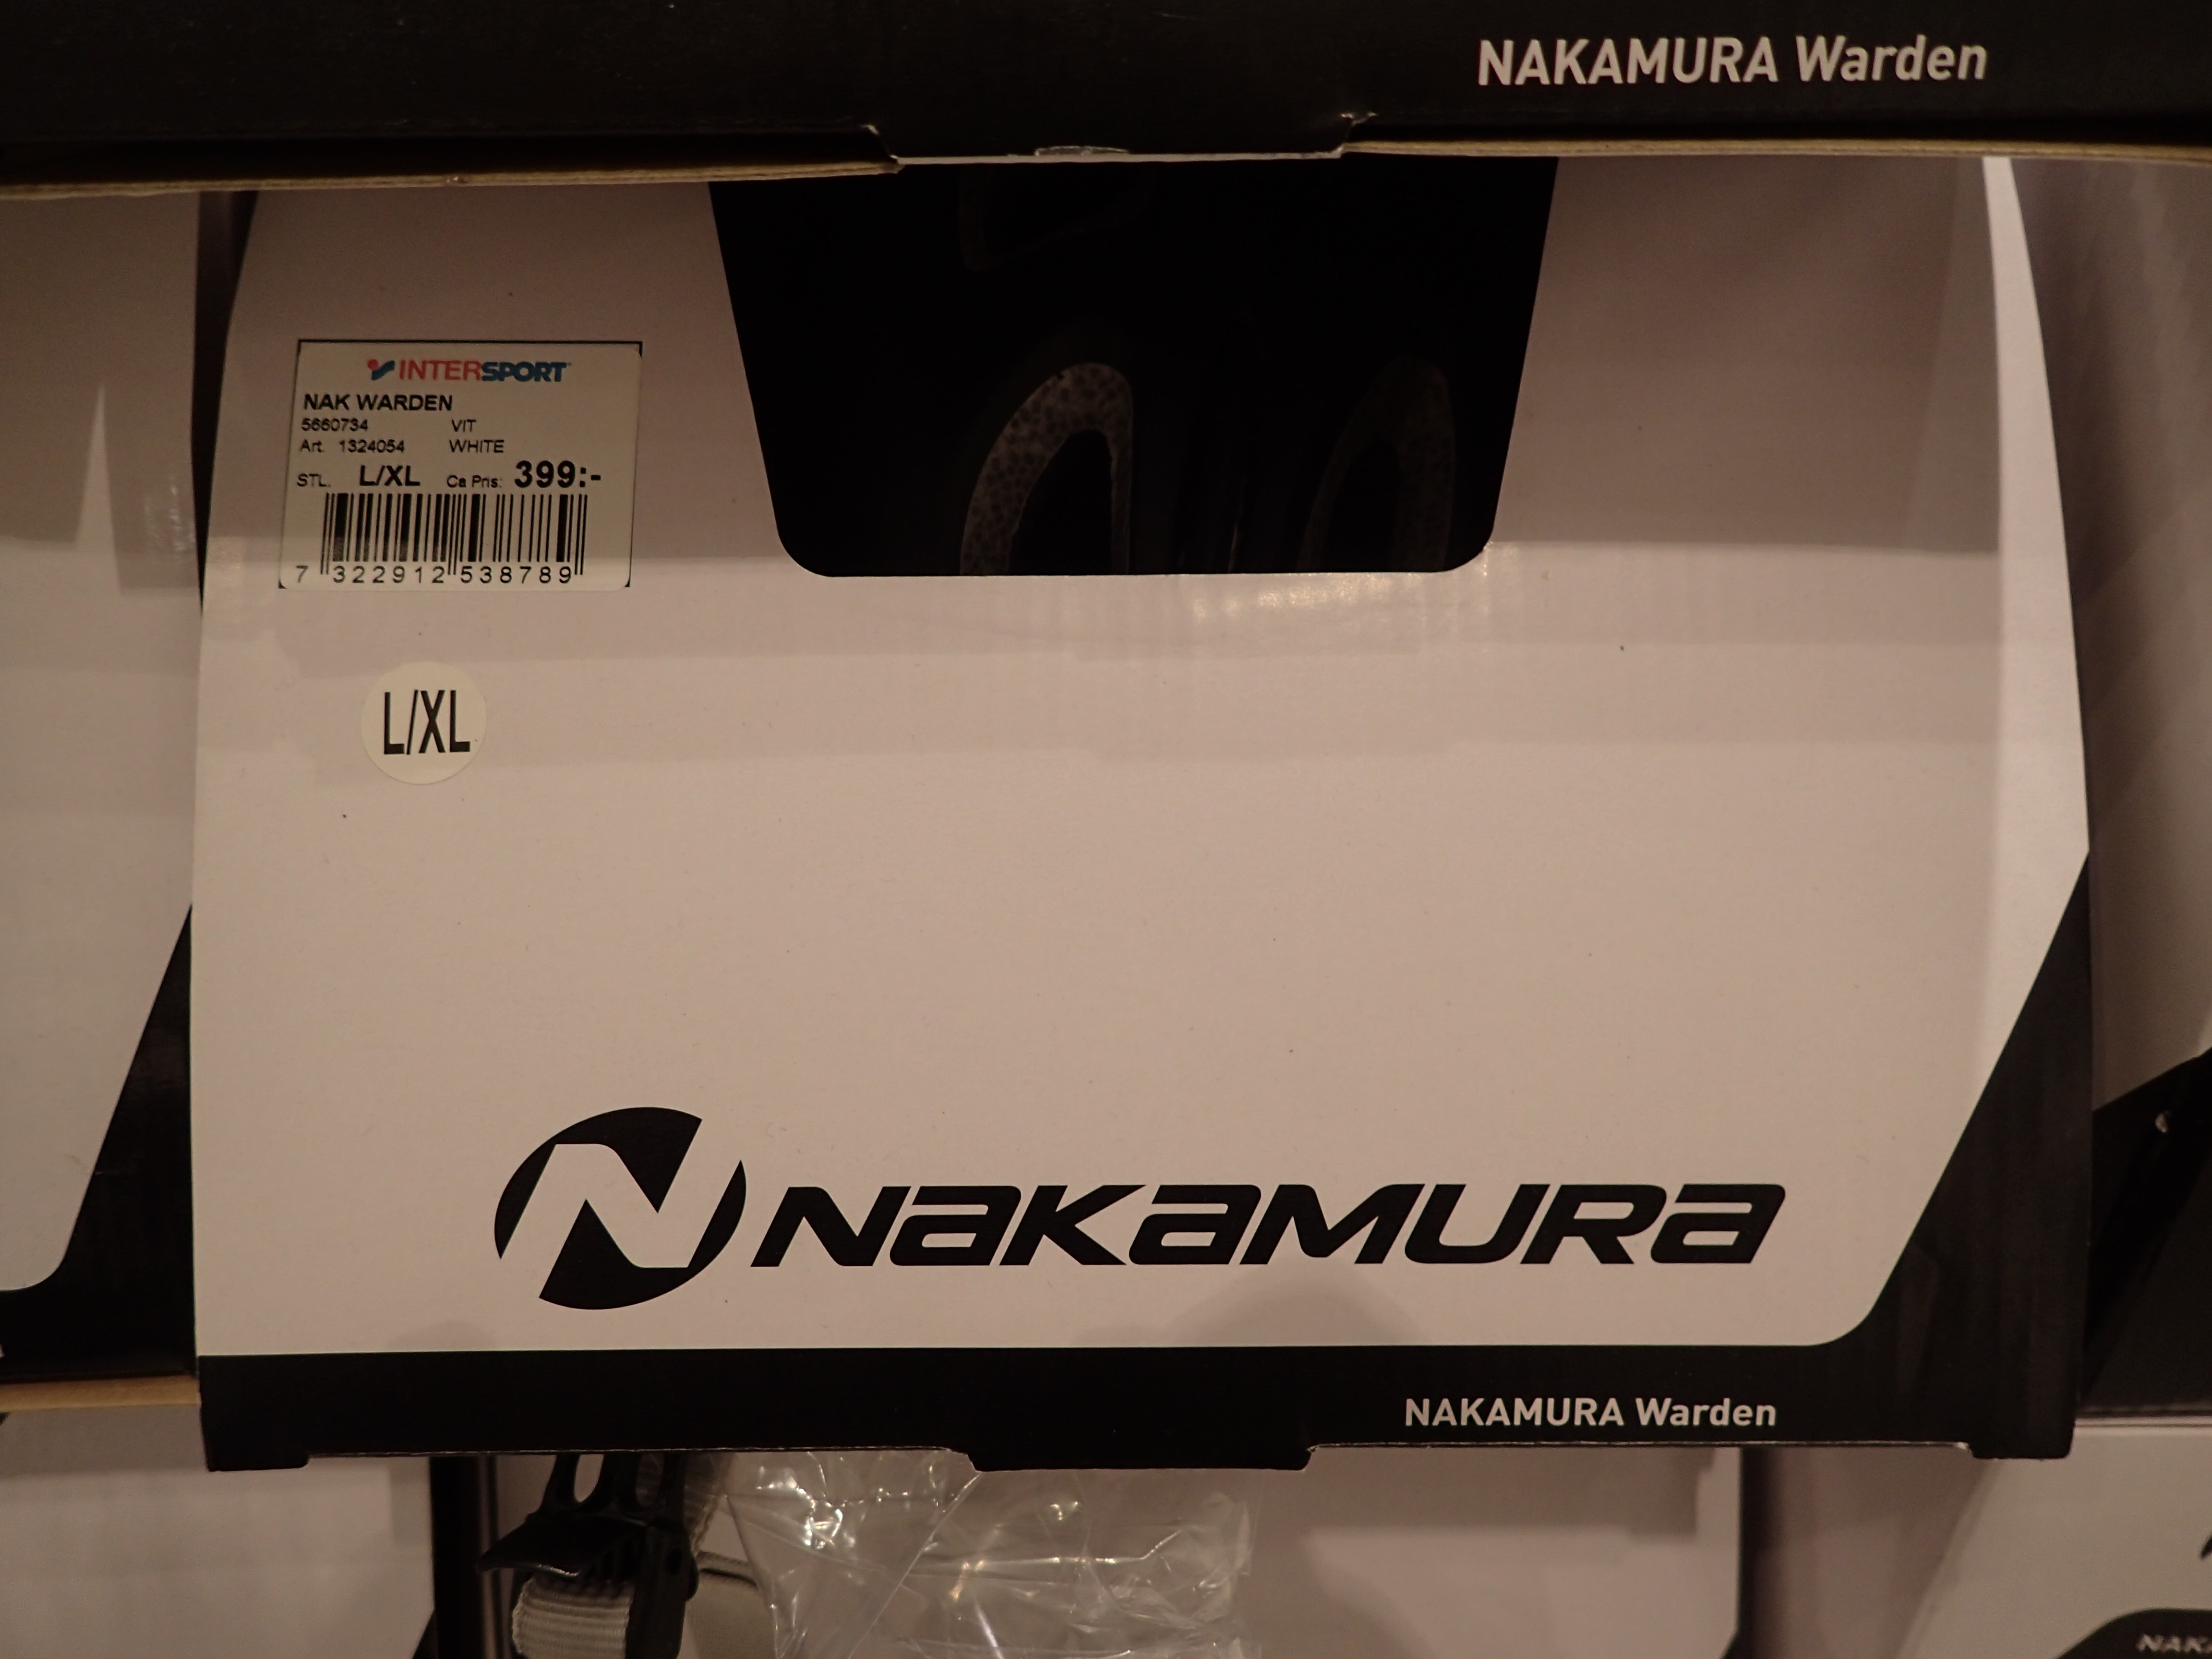 NAKAMURA Warden
INTERSPORT
NAK WARDEN
5660734 VIT
Art. 1324054 WHITE
STL. L/XL Ca Pris: 399:-
7 322912 538789
L/XL
NAKAMURA
NAKAMURA Warden